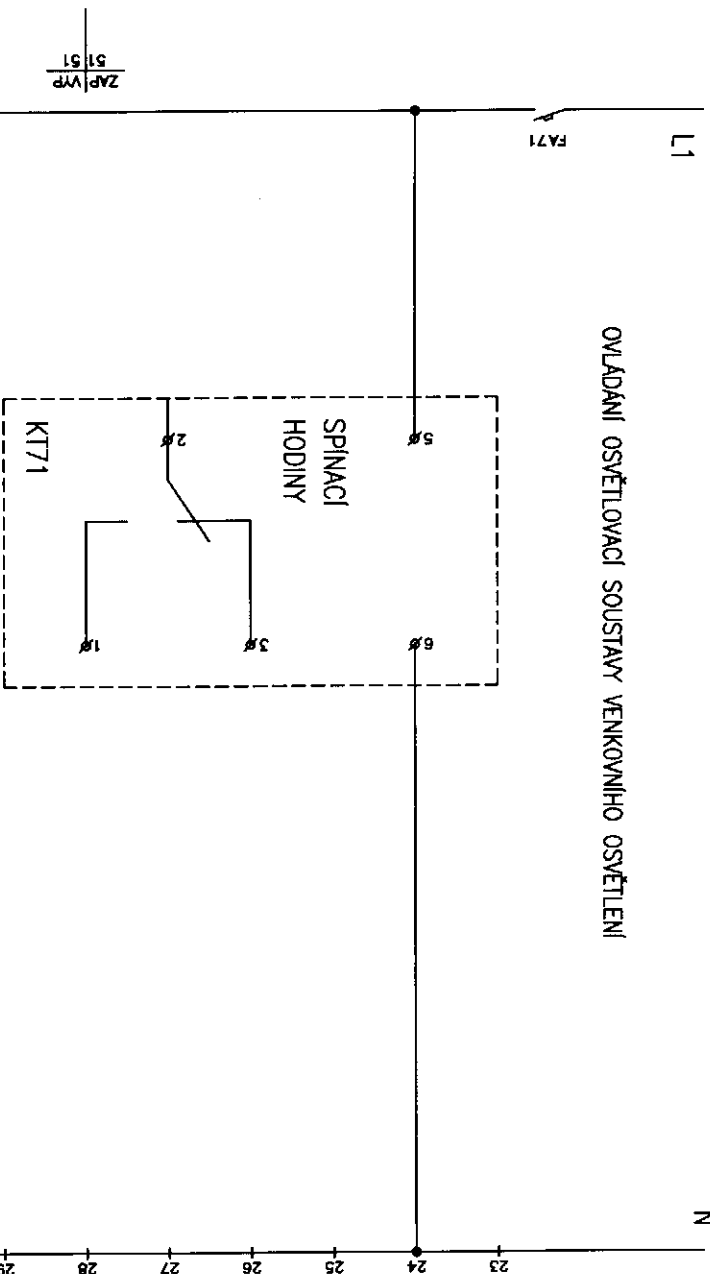 L1
FA71
ZAP VYP
51 51
OVLÁDÁNÍ OSVĚTLOVACÍ SOUSTAVY VENKOVNÍHO OSVĚTLENÍ
SPÍNACÍ
HODINY
KT71
5
2
6
3
1
N
23
24
25
26
27
28
29